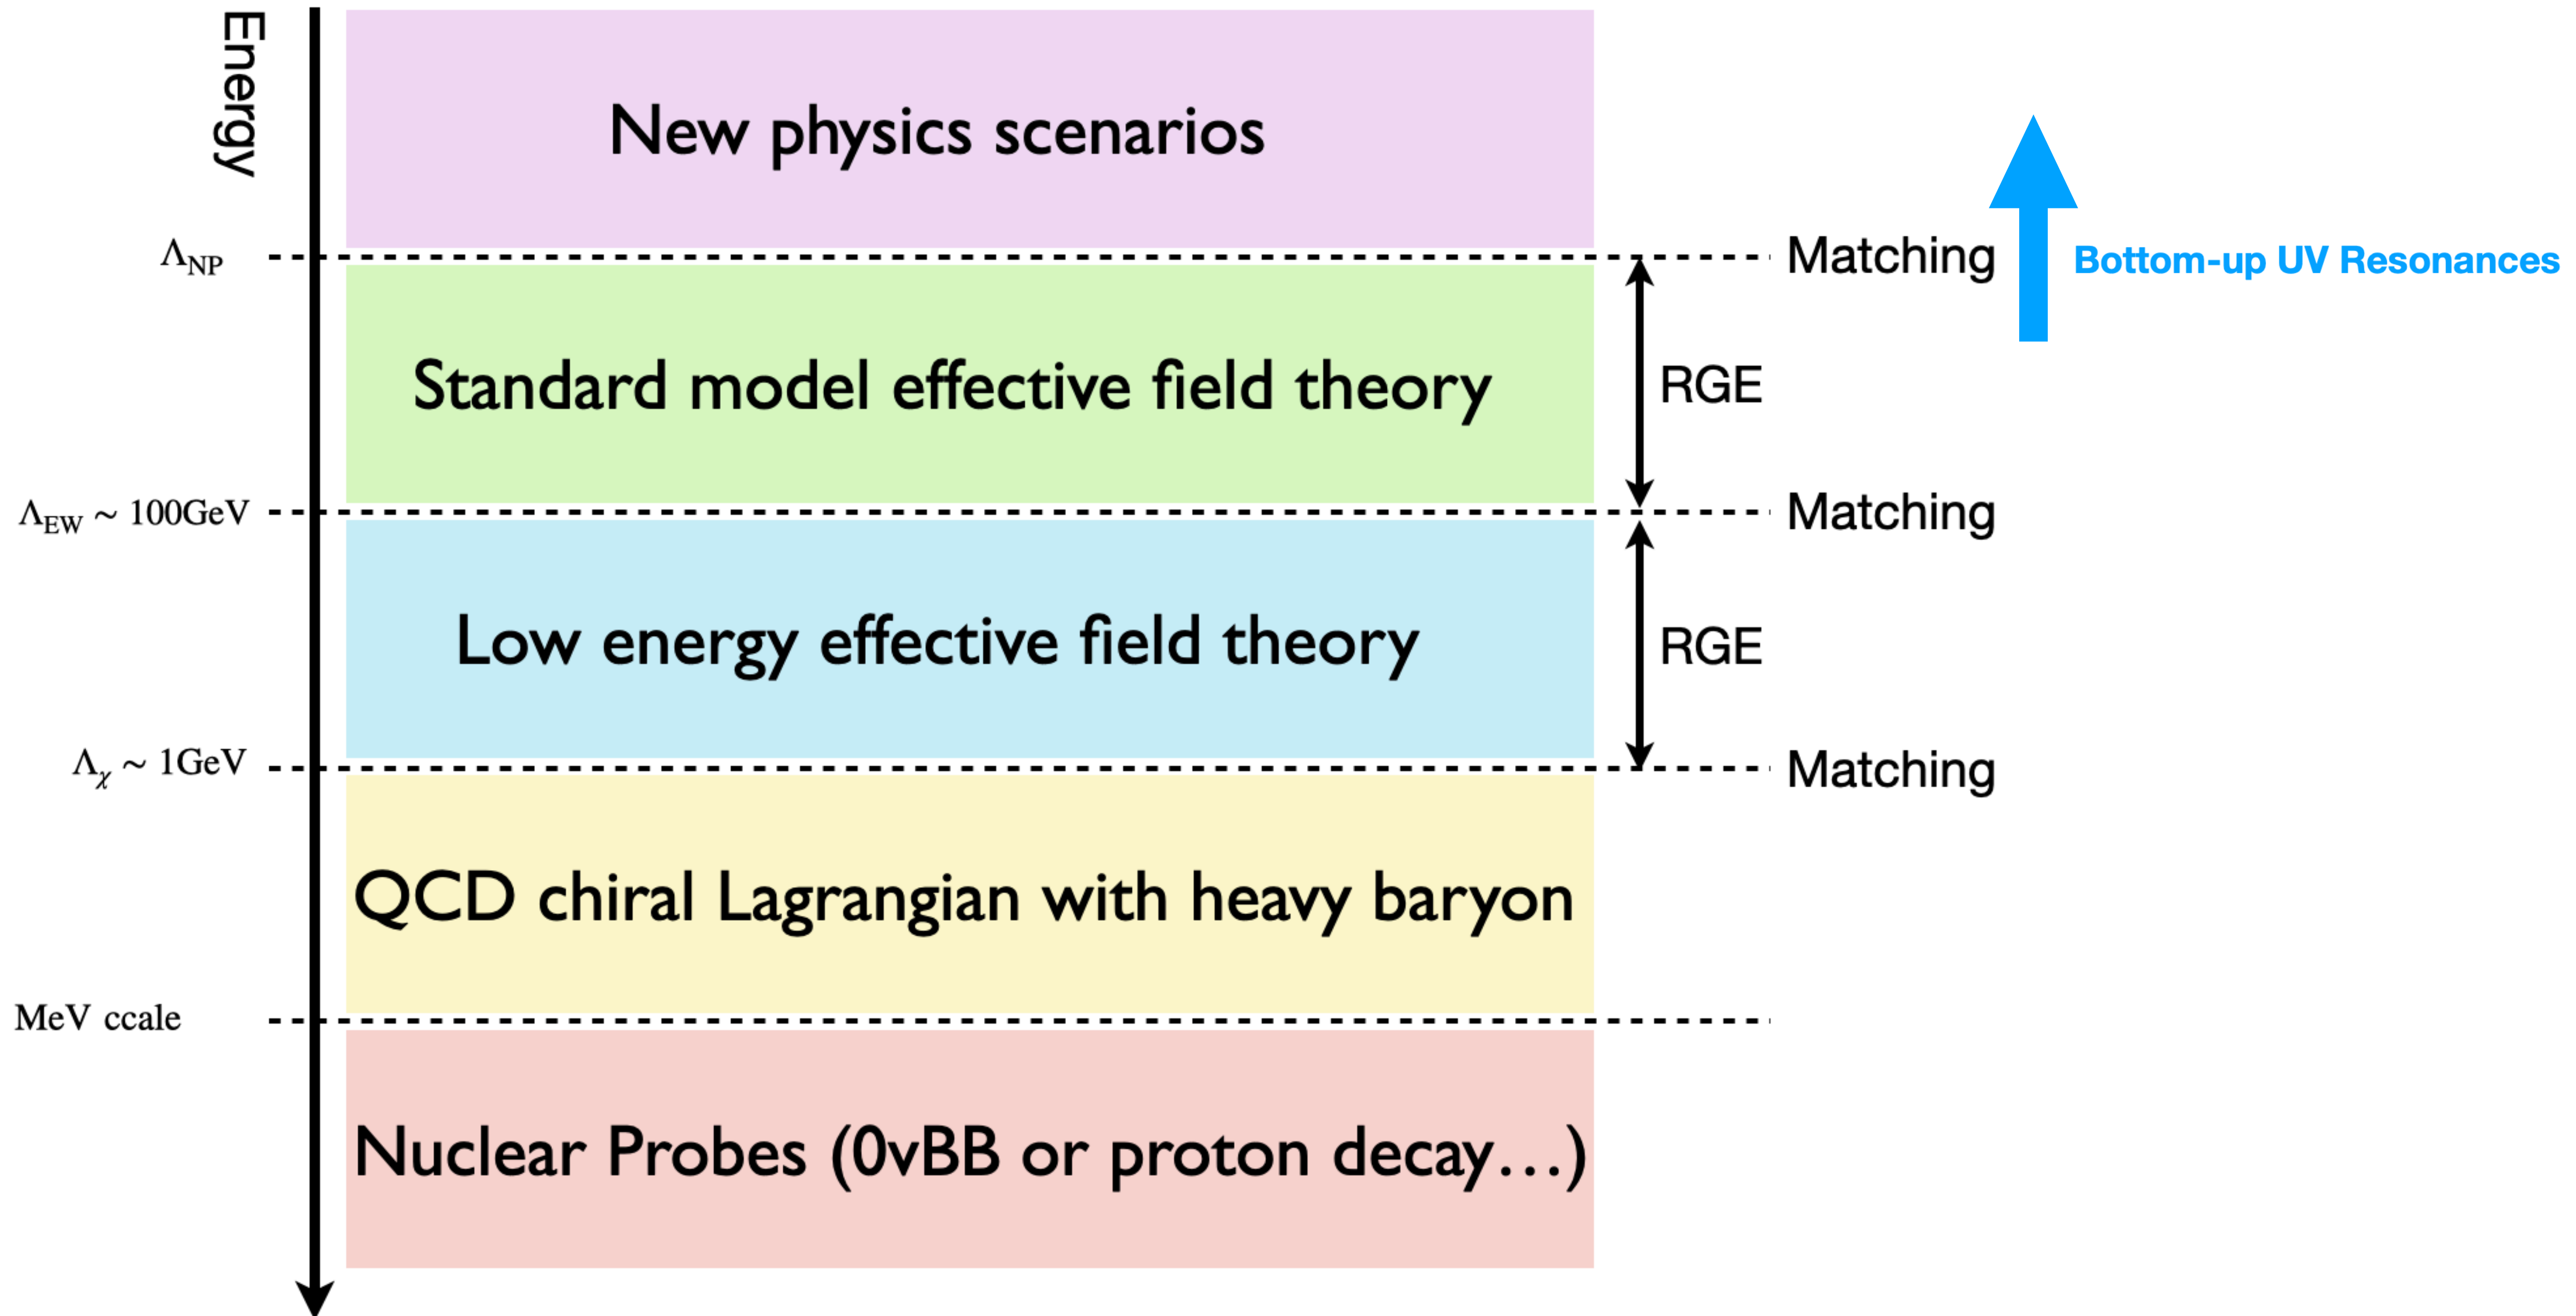 Energy
New physics scenarios
Λ_NP
Matching
Bottom-up UV Resonances
Standard model effective field theory
RGE
Λ_EW ~ 100GeV
Matching
Low energy effective field theory
RGE
Λ_χ ~ 1GeV
Matching
QCD chiral Lagrangian with heavy baryon
MeV ccale
Nuclear Probes (0vBB or proton decay…)